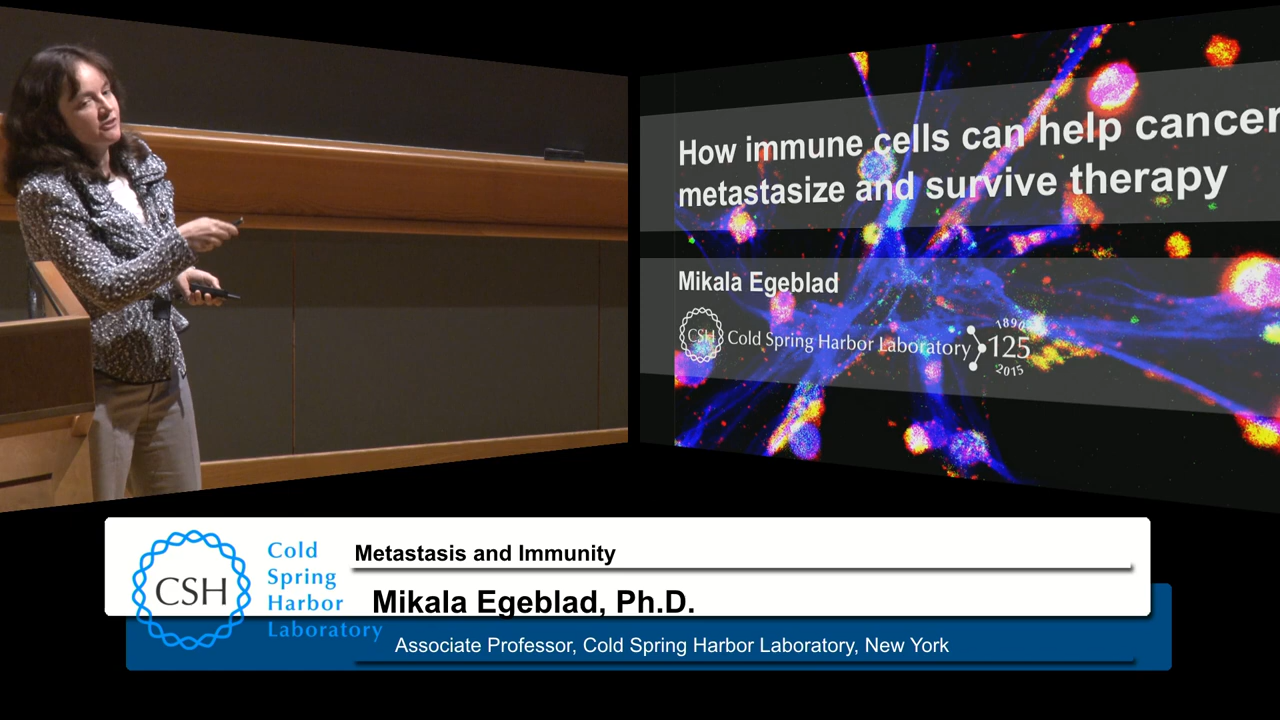 How immune cells can help cancer
metastasize and survive therapy
Mikala Egeblad
CSH Cold Spring Harbor Laboratory
1890
125
2015
CSH
Cold
Spring
Harbor
Laboratory
Metastasis and Immunity
Mikala Egeblad, Ph.D.
Associate Professor, Cold Spring Harbor Laboratory, New York